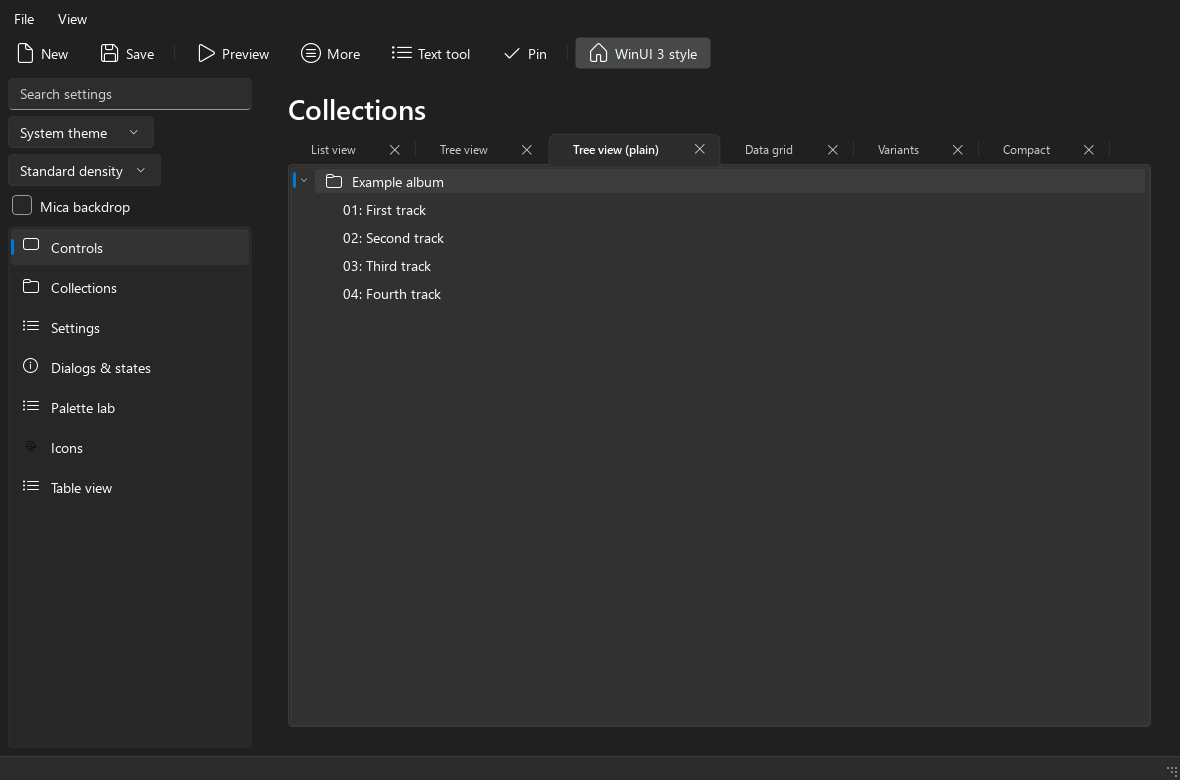 File View
New Save Preview More Text tool Pin WinUI 3 style
Search settings
System theme
Standard density
Mica backdrop
Controls
Collections
Settings
Dialogs & states
Palette lab
Icons
Table view
Collections
List view Tree view Tree view (plain) Data grid Variants Compact
Example album
01: First track
02: Second track
03: Third track
04: Fourth track